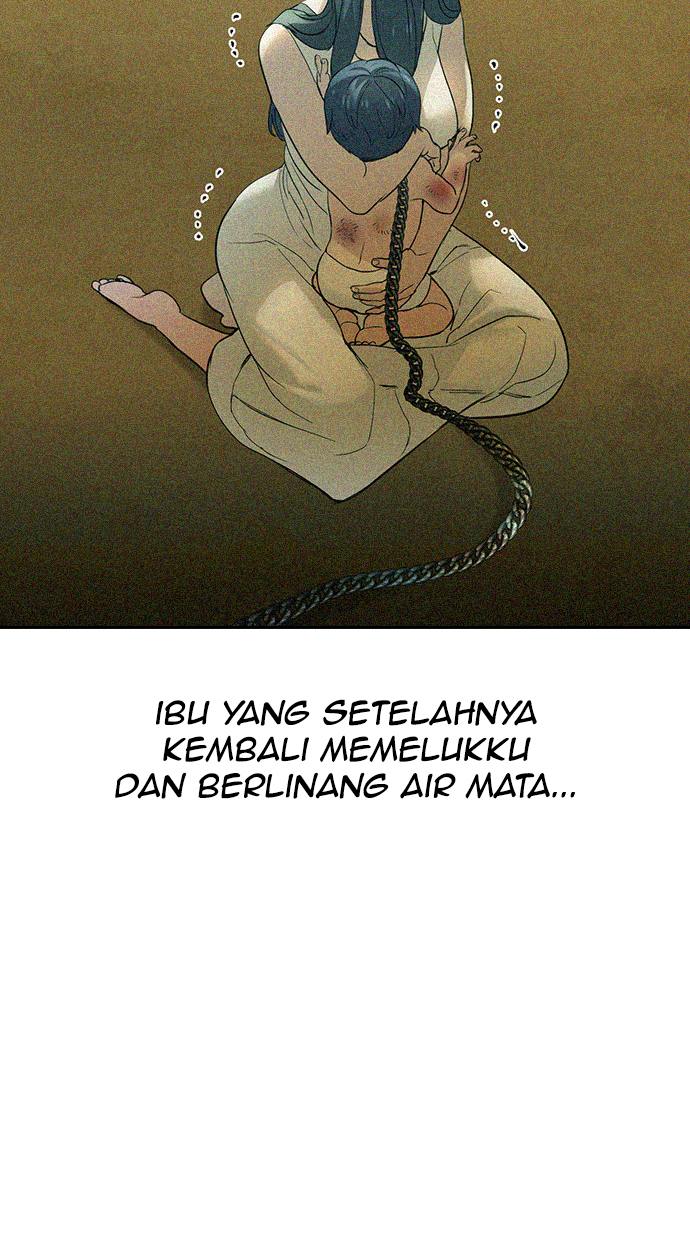 IBU YANG SETELAHNYA
KEMBALI MEMELUKKU
DAN BERLINANG AIR MATA...